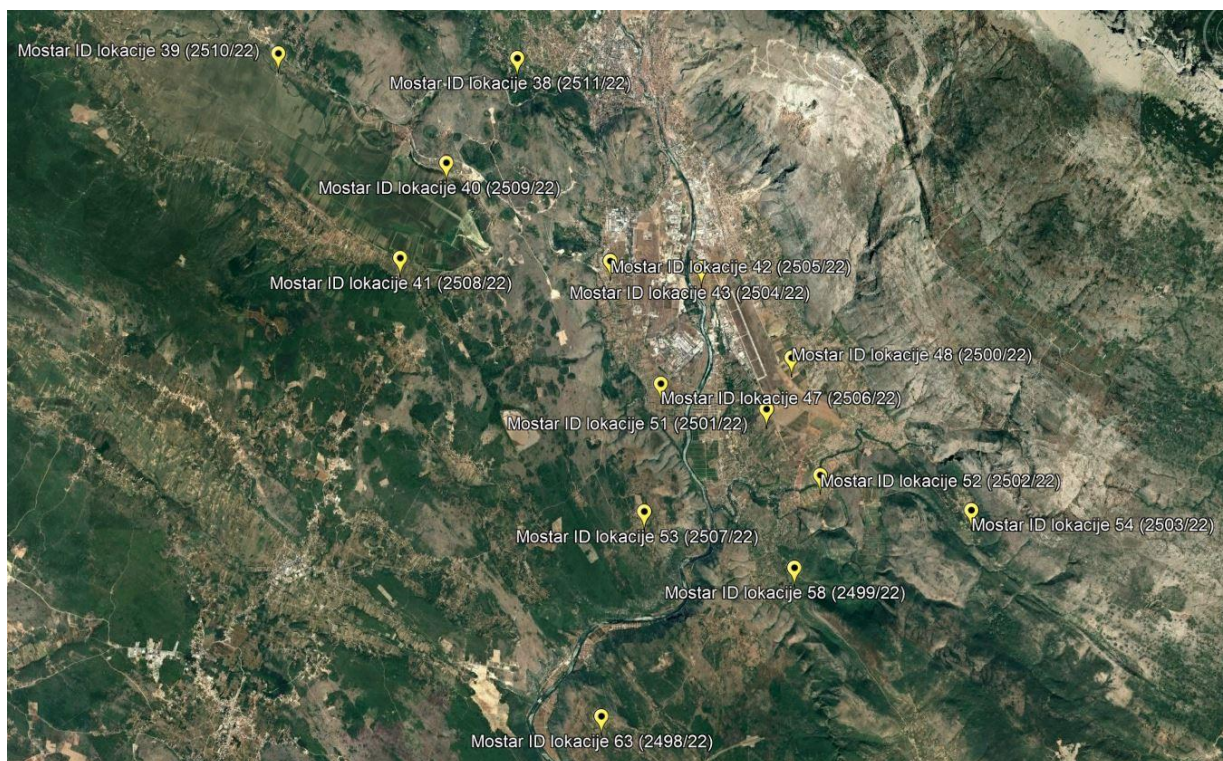 Mostar ID lokacije 39 (2510/22)
Mostar ID lokacije 38 (2511/22)
Mostar ID lokacije 40 (2509/22)
Mostar ID lokacije 42 (2505/22)
Mostar ID lokacije 41 (2508/22)
Mostar ID lokacije 43 (2504/22)
Mostar ID lokacije 48 (2500/22)
Mostar ID lokacije 47 (2506/22)
Mostar ID lokacije 51 (2501/22)
Mostar ID lokacije 52 (2502/22)
Mostar ID lokacije 54 (2503/22)
Mostar ID lokacije 53 (2507/22)
Mostar ID lokacije 58 (2499/22)
Mostar ID lokacije 63 (2498/22)